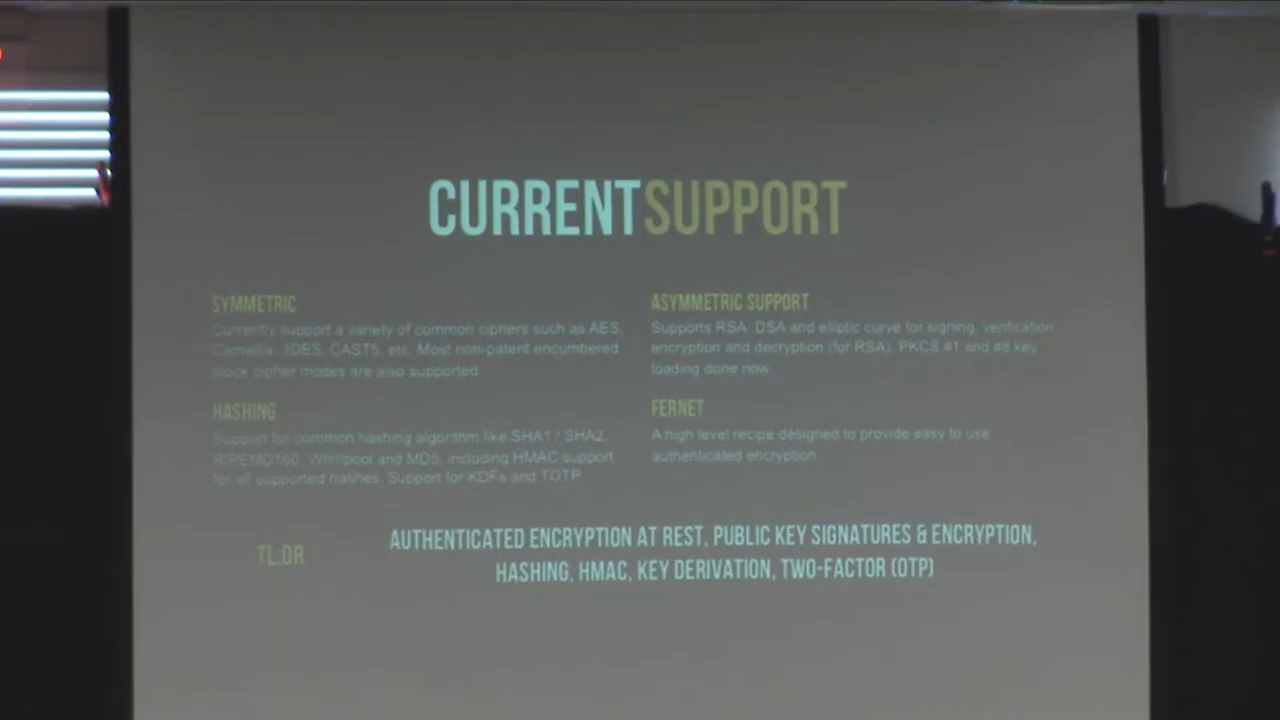 CURRENTSUPPORT
SYMMETRIC
Currently support a variety of common ciphers such as AES,
Camellia, 3DES, CAST5, etc. Most non-patent encumbered
block cipher modes are also supported
HASHING
Support for common hashing algorithm like SHA1 / SHA2,
RIPEMD160, Whirlpool and MD5, including HMAC support
for all supported hashes. Support for KDFs and TOTP
ASYMMETRIC SUPPORT
Supports RSA, DSA and elliptic curve for signing, verification
encryption and decryption (for RSA). PKCS #1 and #8 key
loading done now.
FERNET
A high level recipe designed to provide easy to use
authenticated encryption
TL;DR
AUTHENTICATED ENCRYPTION AT REST, PUBLIC KEY SIGNATURES & ENCRYPTION,
HASHING, HMAC, KEY DERIVATION, TWO-FACTOR (OTP)